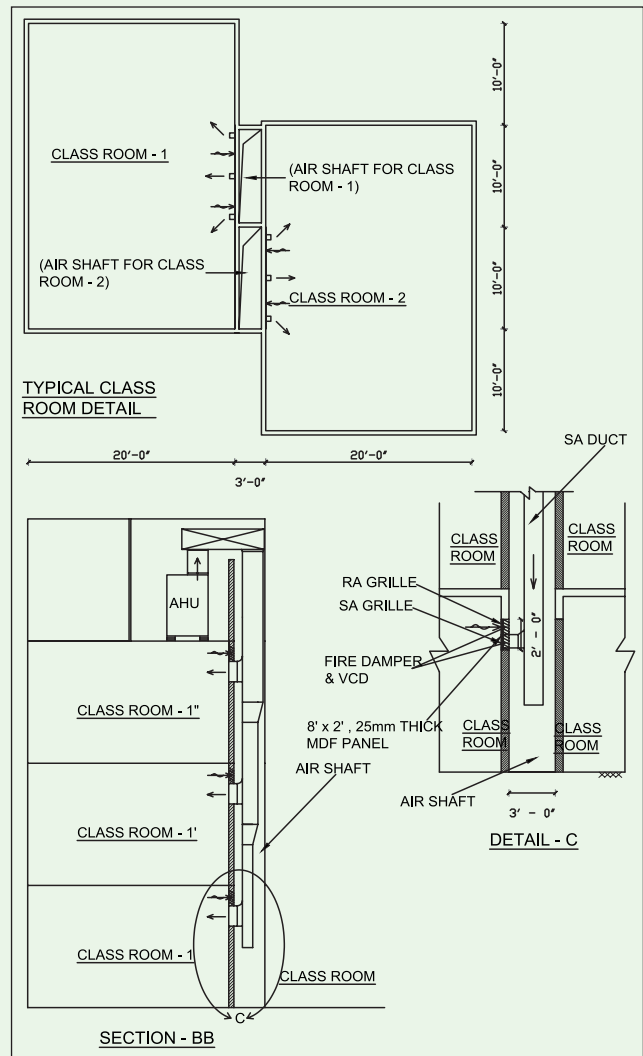 CLASS ROOM - 1
(AIR SHAFT FOR CLASS
ROOM - 1)
(AIR SHAFT FOR CLASS
ROOM - 2)
CLASS ROOM - 2
10'-0"
10'-0"
10'-0"
10'-0"
TYPICAL CLASS
ROOM DETAIL
20'-0"
3'-0"
20'-0"
AHU
CLASS ROOM - 1"
CLASS ROOM - 1'
CLASS ROOM - 1
AIR SHAFT
CLASS ROOM
C
SECTION - BB
SA DUCT
CLASS
ROOM
CLASS
ROOM
RA GRILLE
SA GRILLE
2' - 0"
FIRE DAMPER
& VCD
8' x 2' , 25mm THICK
MDF PANEL
CLASS
ROOM
CLASS
ROOM
AIR SHAFT
3' - 0"
DETAIL - C